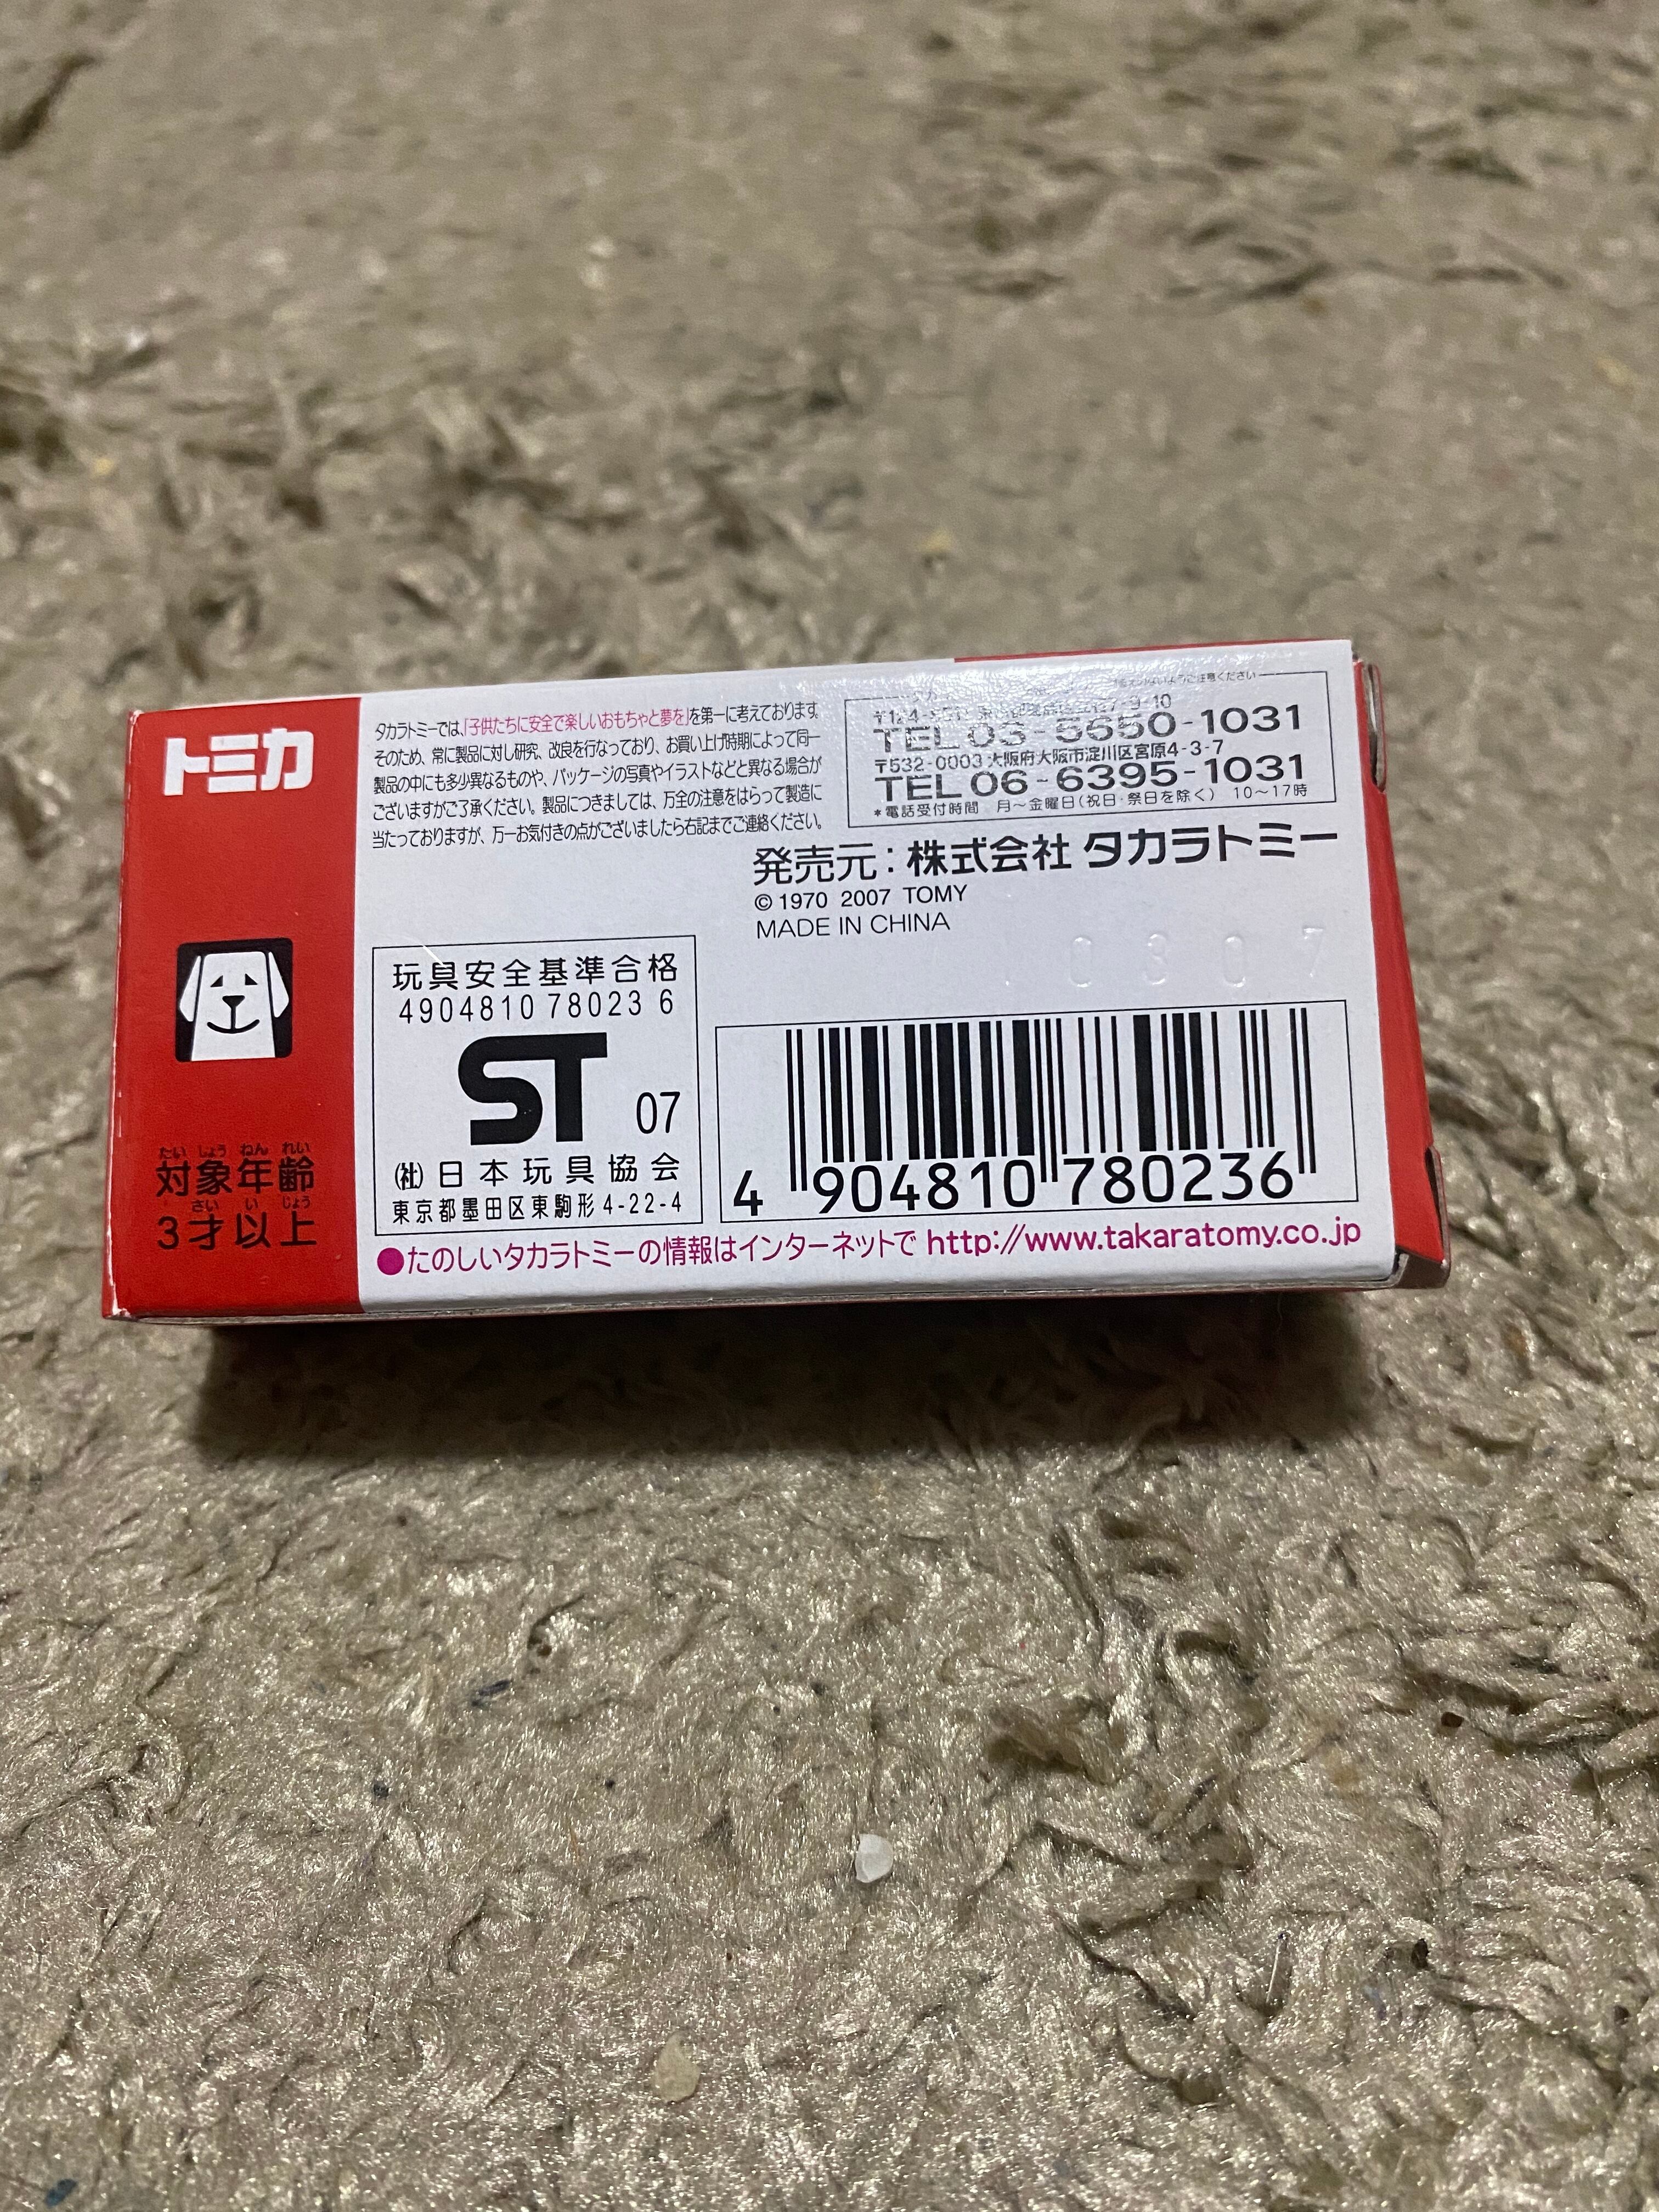 トミカ
たい しょう ねん れい
対象年齢
さい い じょう
3才以上
タカラトミーでは、「子供たちに安全で楽しいおもちゃと夢を」を第一に考えております。
そのため、常に製品に対し研究、改良を行なっており、お買い上げ時期によって同一
製品の中にも多少異なるものや、パッケージの写真やイラストなどと異なる場合が
ございますがご了承ください。製品につきましては、万全の注意をはらって製造に
当たっておりますが、万一お気付きの点がございましたら右記までご連絡ください。
ようご注意ください
TEL 03-5650-1031
〒532-0003 大阪府大阪市淀川区宮原4-3-7
TEL 06-6395-1031
*電話受付時間 月～金曜日(祝日・祭日を除く) 10～17時
発売元：株式会社 タカラトミー
© 1970 2007 TOMY
MADE IN CHINA
0307
玩具安全基準合格
4904810 78023 6
ST 07
(社)日本玩具協会
東京都墨田区東駒形4-22-4
4 904810 780236
●たのしいタカラトミーの情報はインターネットで http://www.takaratomy.co.jp